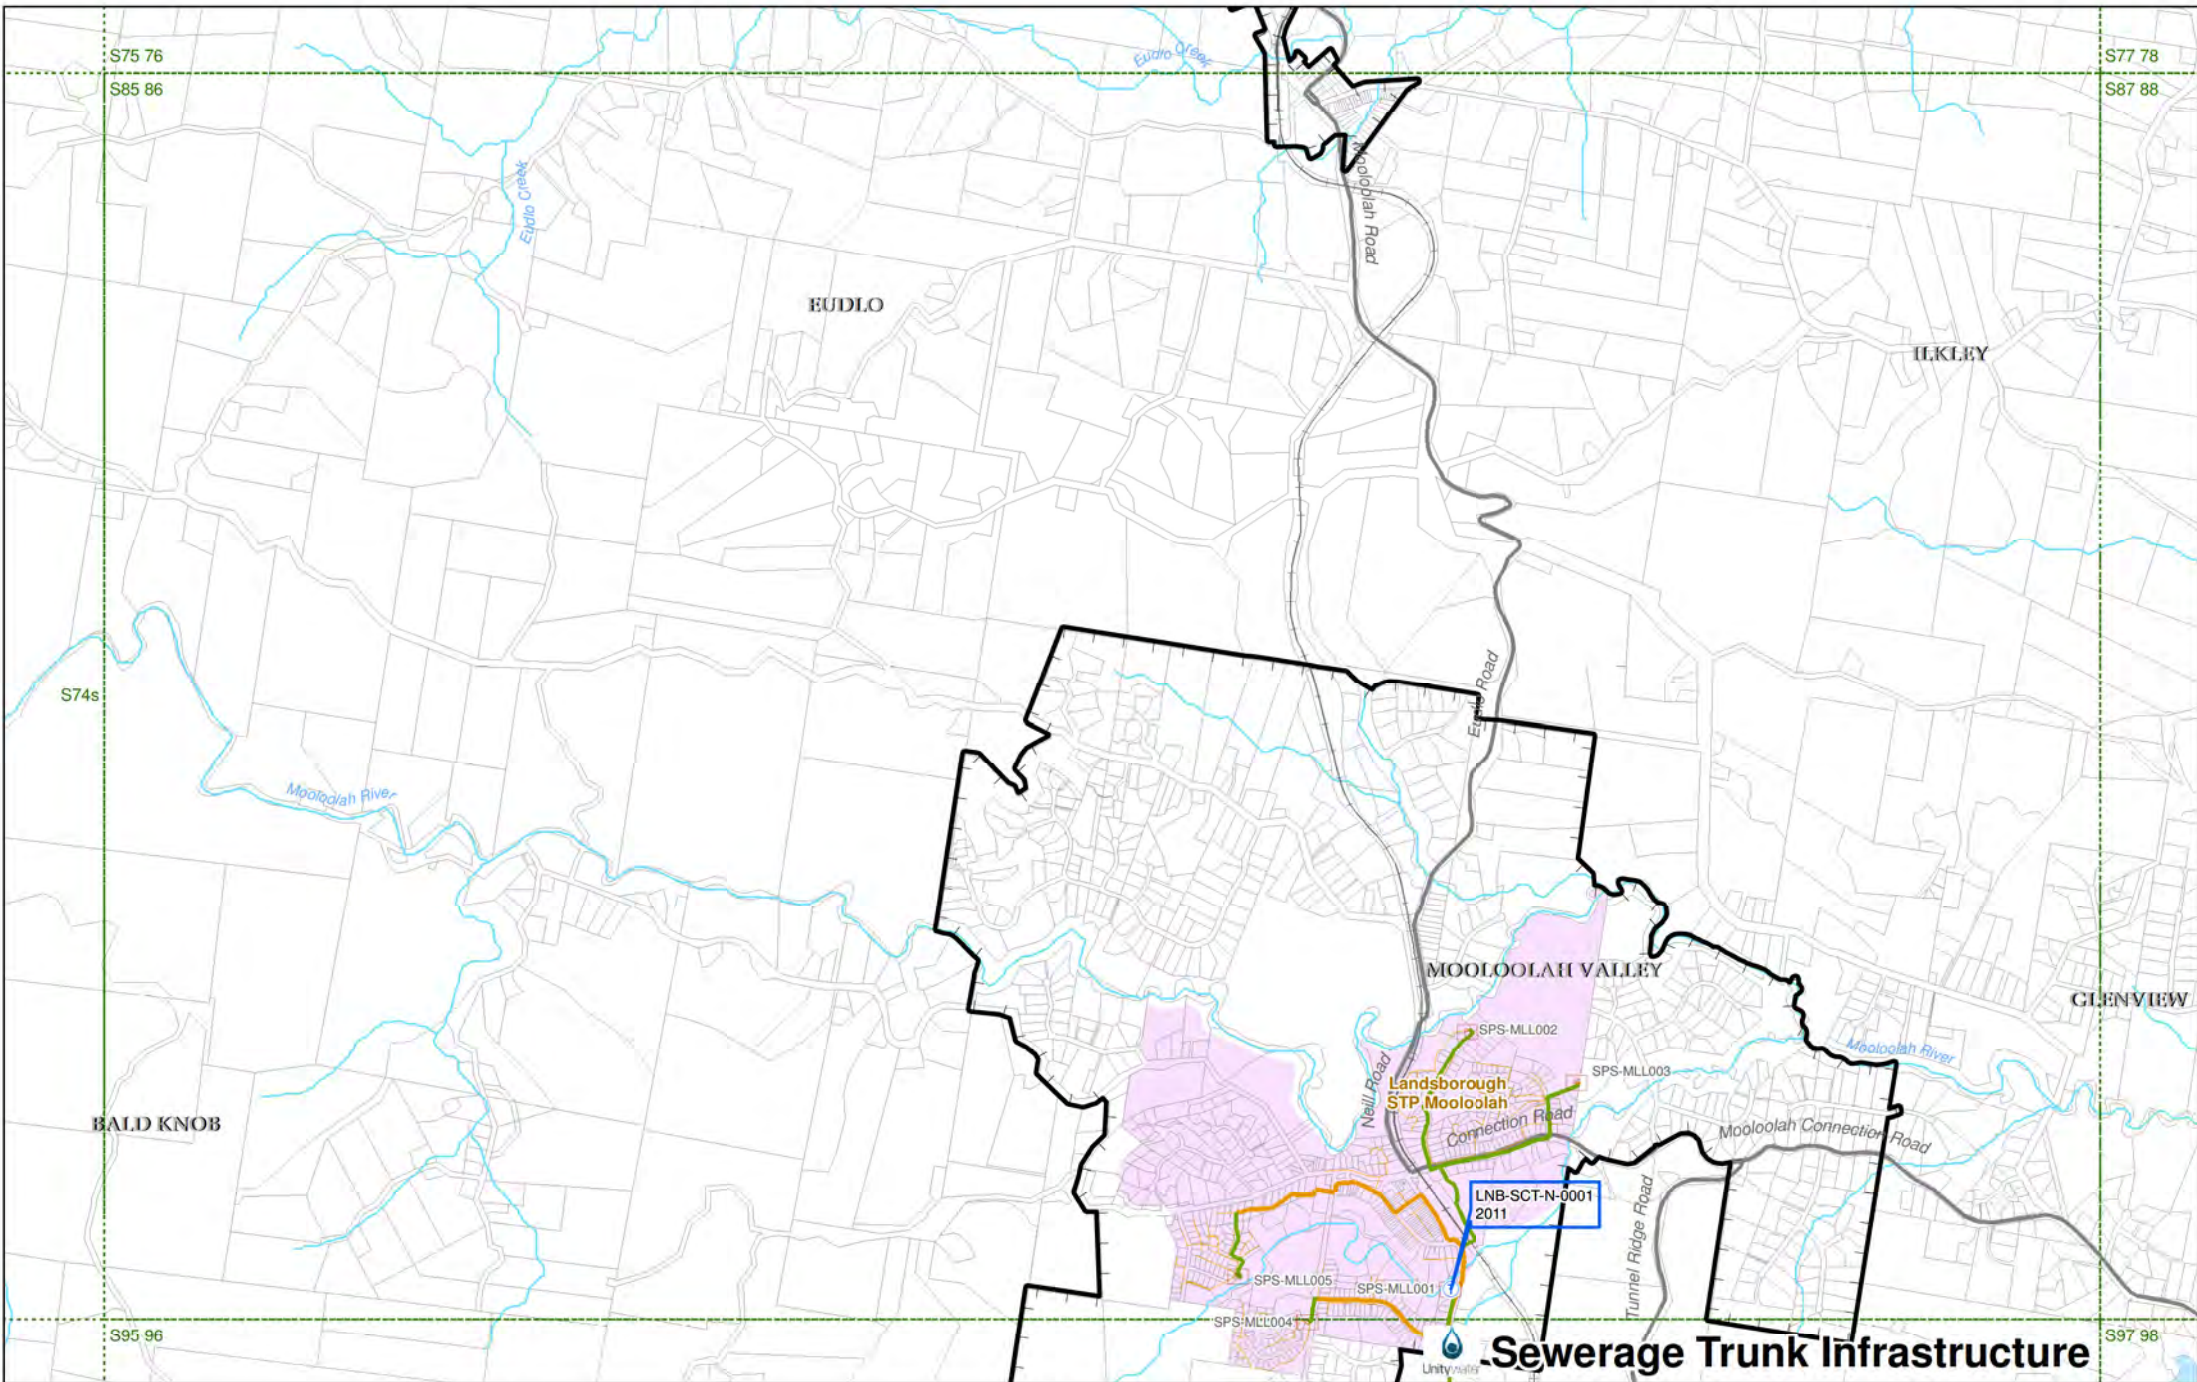 S75 76
S85 86
Eudlo Creek
S77 78
S87 88
Eudlo Creek
Mooloolah Road
EUDLO
ILKLEY
S74s
Eudlo Road
Mooloolah River
MOOLOOLAH VALLEY
GLENVIEW
SPS-MLL002
Mooloolah River
SPS-MLL003
Neill Road
Landsborough
STP Mooloolah
BALD KNOB
Connection Road
Mooloolah Connection Road
LNB-SCT-N-0001
2011
Tunnel Ridge Road
SPS-MLL005
SPS-MLL001
SPS-MLL004
S95 96
S97 98
Unitywater
Sewerage Trunk Infrastructure